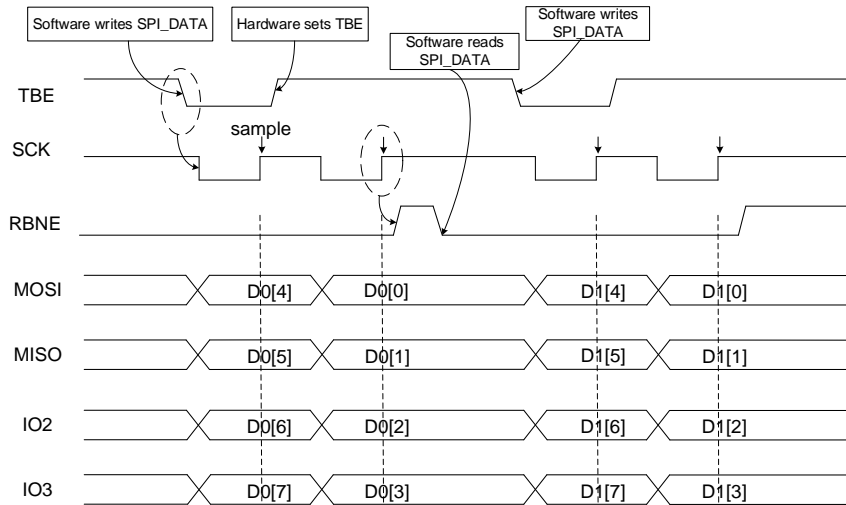 Software writes SPI_DATA
Hardware sets TBE
Software reads
SPI_DATA
Software writes
SPI_DATA
TBE
sample
SCK
RBNE
MOSI D0[4] D0[0] D1[4] D1[0]
MISO D0[5] D0[1] D1[5] D1[1]
IO2 D0[6] D0[2] D1[6] D1[2]
IO3 D0[7] D0[3] D1[7] D1[3]